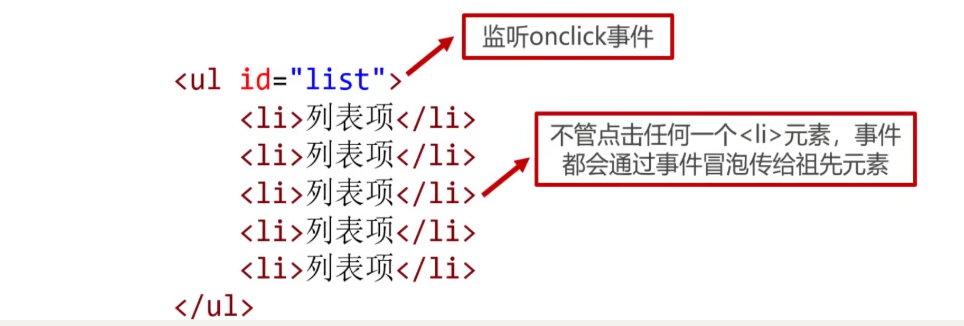 监听onclick事件
<ul id="list">
<li>列表项</li>
<li>列表项</li>
不管点击任何一个<li>元素，事件
都会通过事件冒泡传给祖先元素
<li>列表项</li>
<li>列表项</li>
<li>列表项</li>
</ul>